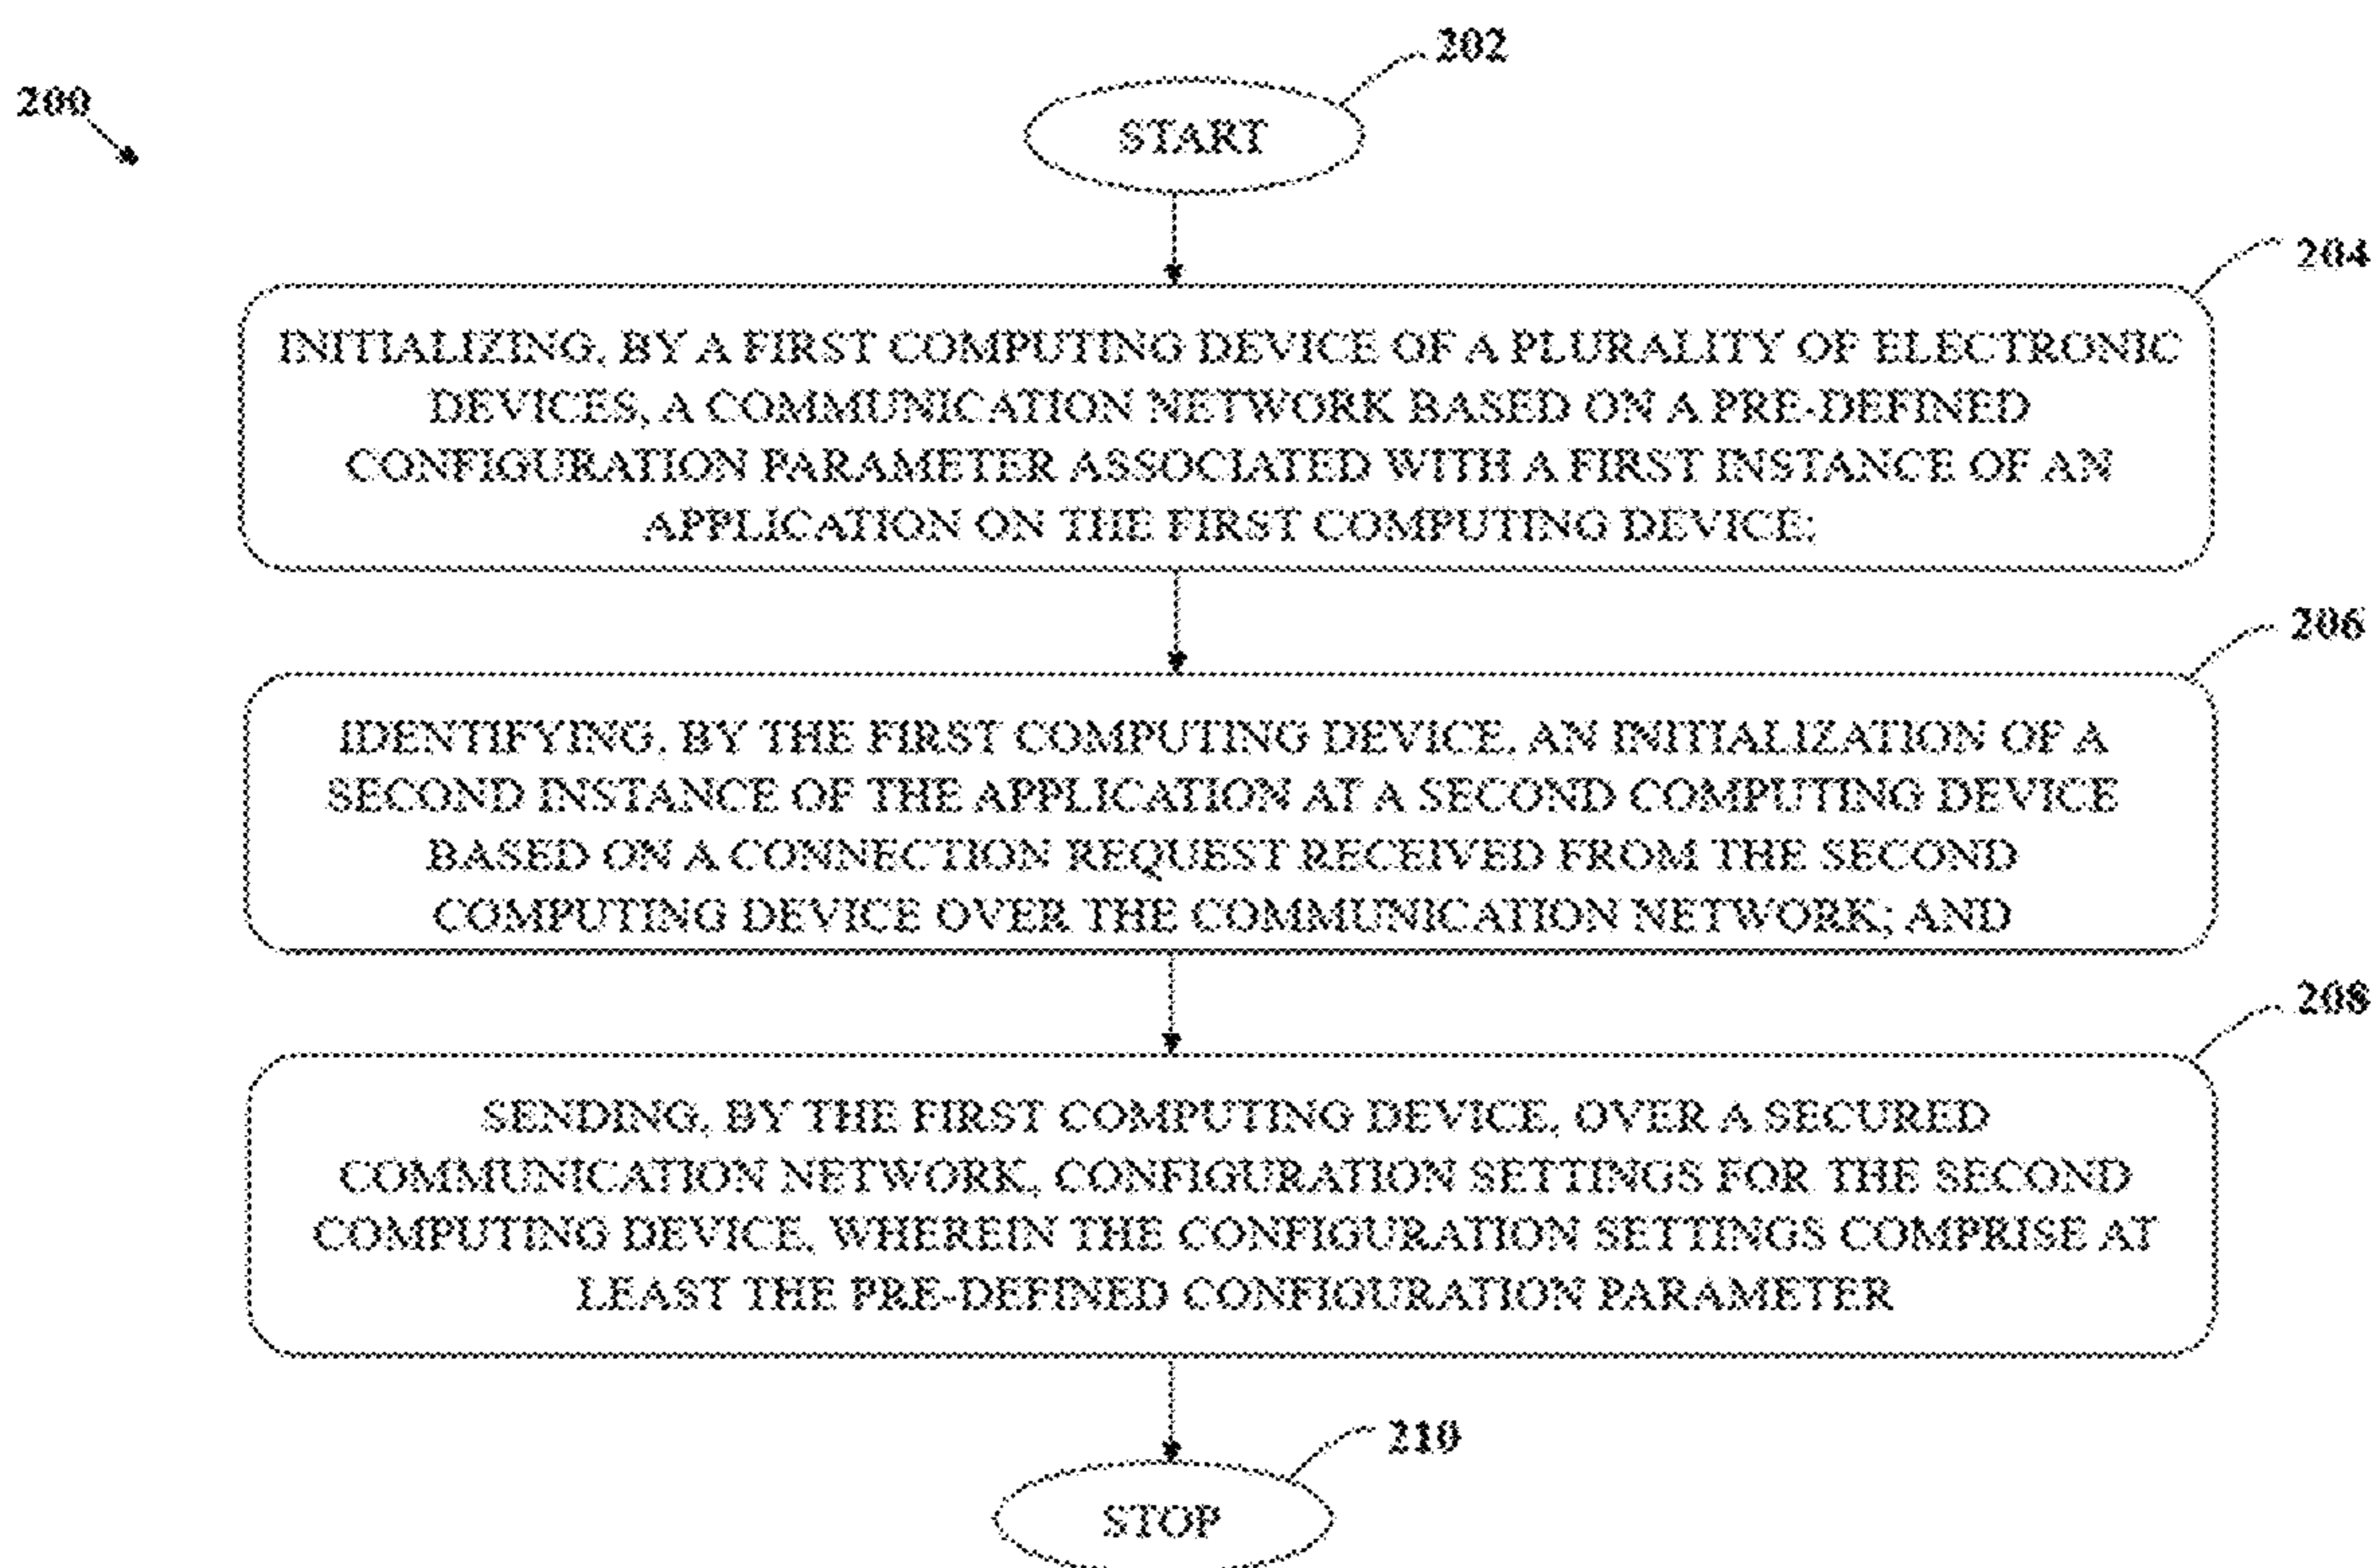 202
200
START
204
INITIALIZING, BY A FIRST COMPUTING DEVICE OF A PLURALITY OF ELECTRONIC
DEVICES, A COMMUNICATION NETWORK BASED ON A PRE-DEFINED
CONFIGURATION PARAMETER ASSOCIATED WITH A FIRST INSTANCE OF AN
APPLICATION ON THE FIRST COMPUTING DEVICE;
206
IDENTIFYING, BY THE FIRST COMPUTING DEVICE, AN INITIALIZATION OF A
SECOND INSTANCE OF THE APPLICATION AT A SECOND COMPUTING DEVICE
BASED ON A CONNECTION REQUEST RECEIVED FROM THE SECOND
COMPUTING DEVICE OVER THE COMMUNICATION NETWORK; AND
208
SENDING, BY THE FIRST COMPUTING DEVICE, OVER A SECURED
COMMUNICATION NETWORK, CONFIGURATION SETTINGS FOR THE SECOND
COMPUTING DEVICE, WHEREIN THE CONFIGURATION SETTINGS COMPRISE AT
LEAST THE PRE-DEFINED CONFIGURATION PARAMETER
210
STOP